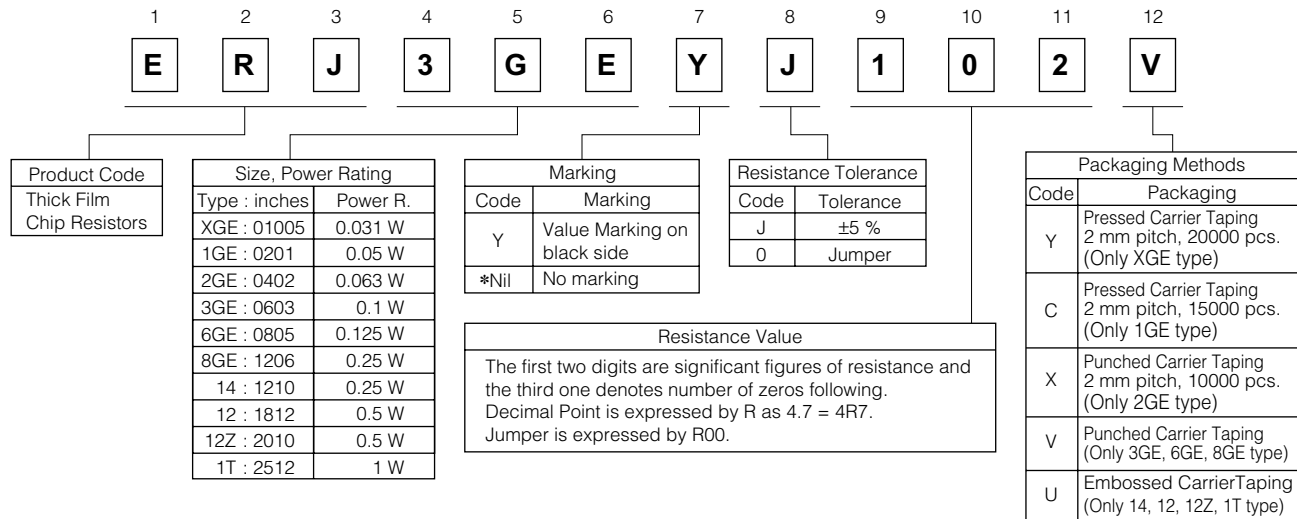 1 2 3 4 5 6 7 8 9 10 11 12
E R J 3 G E Y J 1 0 2 V
Product Code
Thick Film
Chip Resistors
Size, Power Rating
Type : inches Power R.
XGE : 01005 0.031 W
1GE : 0201 0.05 W
2GE : 0402 0.063 W
3GE : 0603 0.1 W
6GE : 0805 0.125 W
8GE : 1206 0.25 W
14 : 1210 0.25 W
12 : 1812 0.5 W
12Z : 2010 0.5 W
1T : 2512 1 W
Marking
Code Marking
Y Value Marking on
black side
*Nil No marking
Resistance Tolerance
Code Tolerance
J ±5 %
0 Jumper
Resistance Value
The first two digits are significant figures of resistance and
the third one denotes number of zeros following.
Decimal Point is expressed by R as 4.7 = 4R7.
Jumper is expressed by R00.
Packaging Methods
Code Packaging
Y Pressed Carrier Taping
2 mm pitch, 20000 pcs.
(Only XGE type)
C Pressed Carrier Taping
2 mm pitch, 15000 pcs.
(Only 1GE type)
X Punched Carrier Taping
2 mm pitch, 10000 pcs.
(Only 2GE type)
V Punched Carrier Taping
(Only 3GE, 6GE, 8GE type)
U Embossed CarrierTaping
(Only 14, 12, 12Z, 1T type)